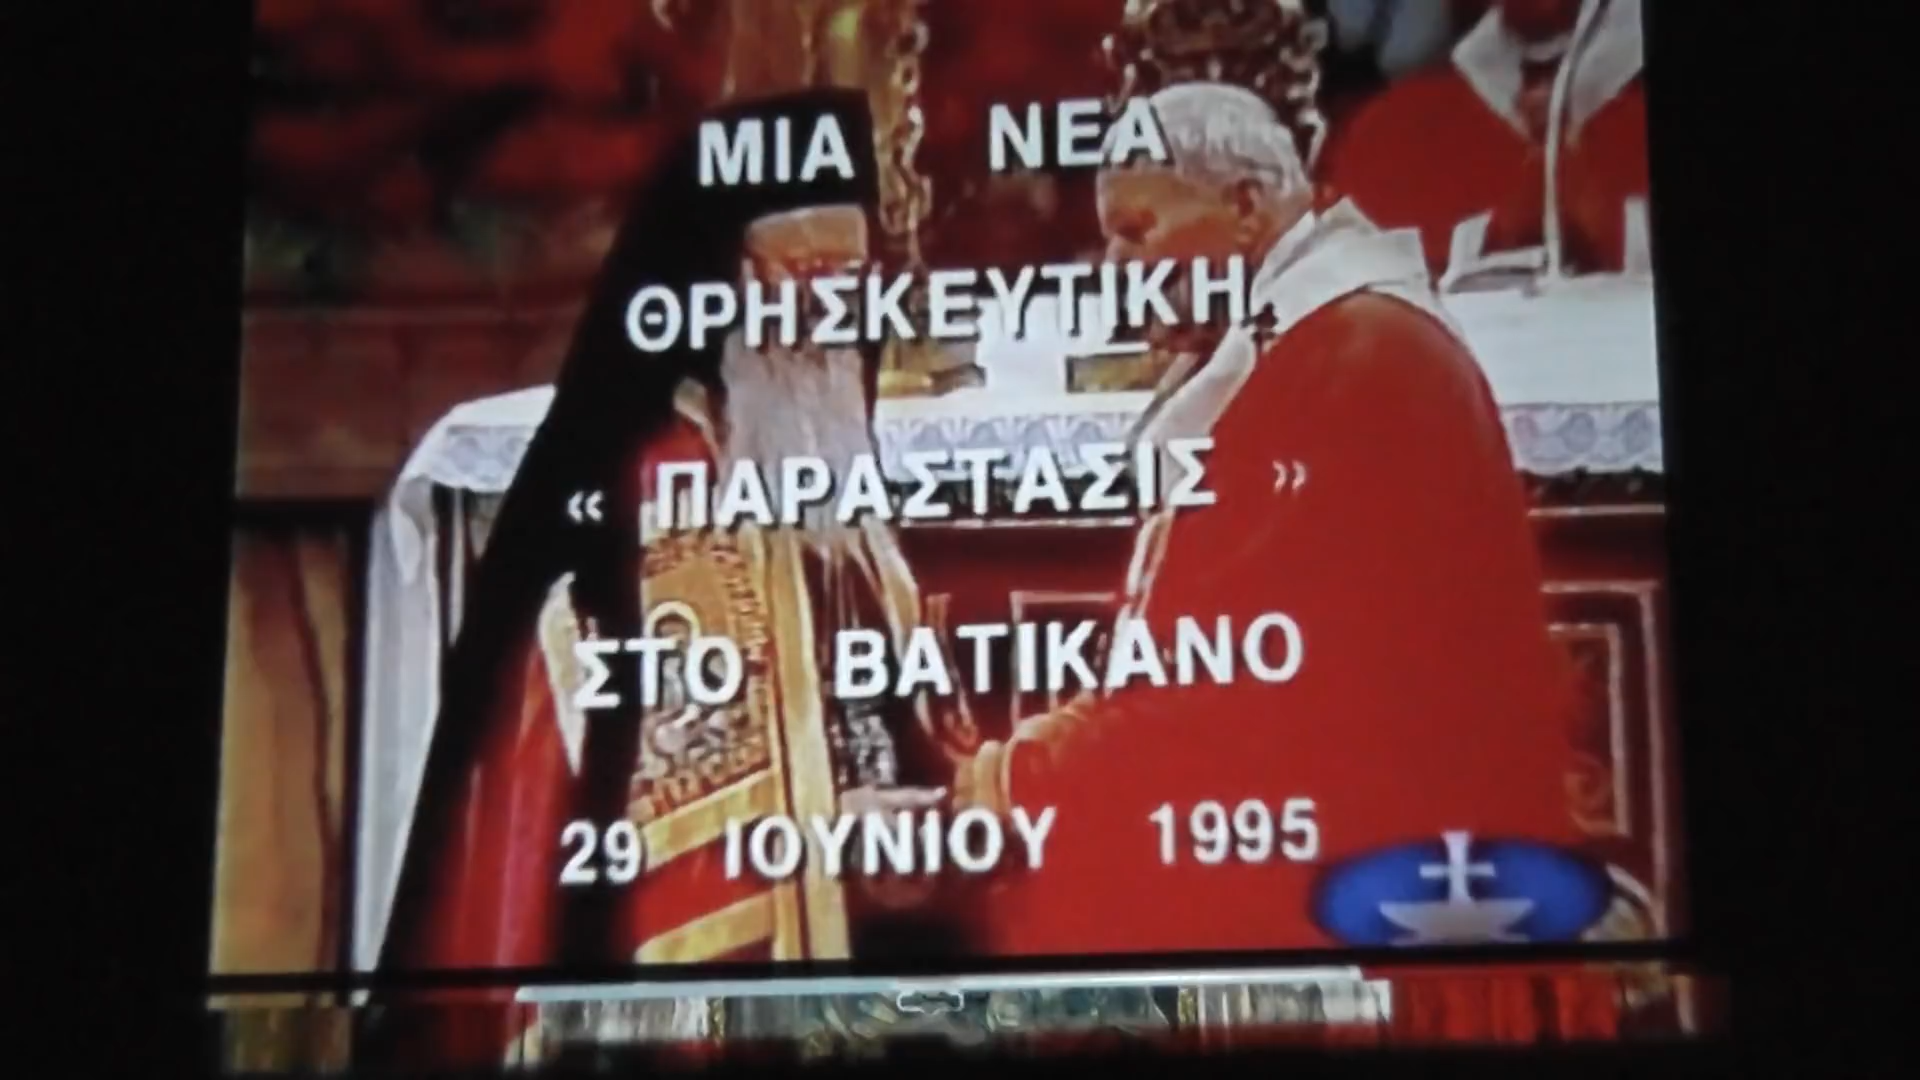 ΜΙΑ ΝΕΑ
ΘΡΗΣΚΕΥΤΙΚΗ
« ΠΑΡΑΣΤΑΣΙΣ »
ΣΤΟ ΒΑΤΙΚΑΝΟ
29 ΙΟΥΝΙΟΥ 1995